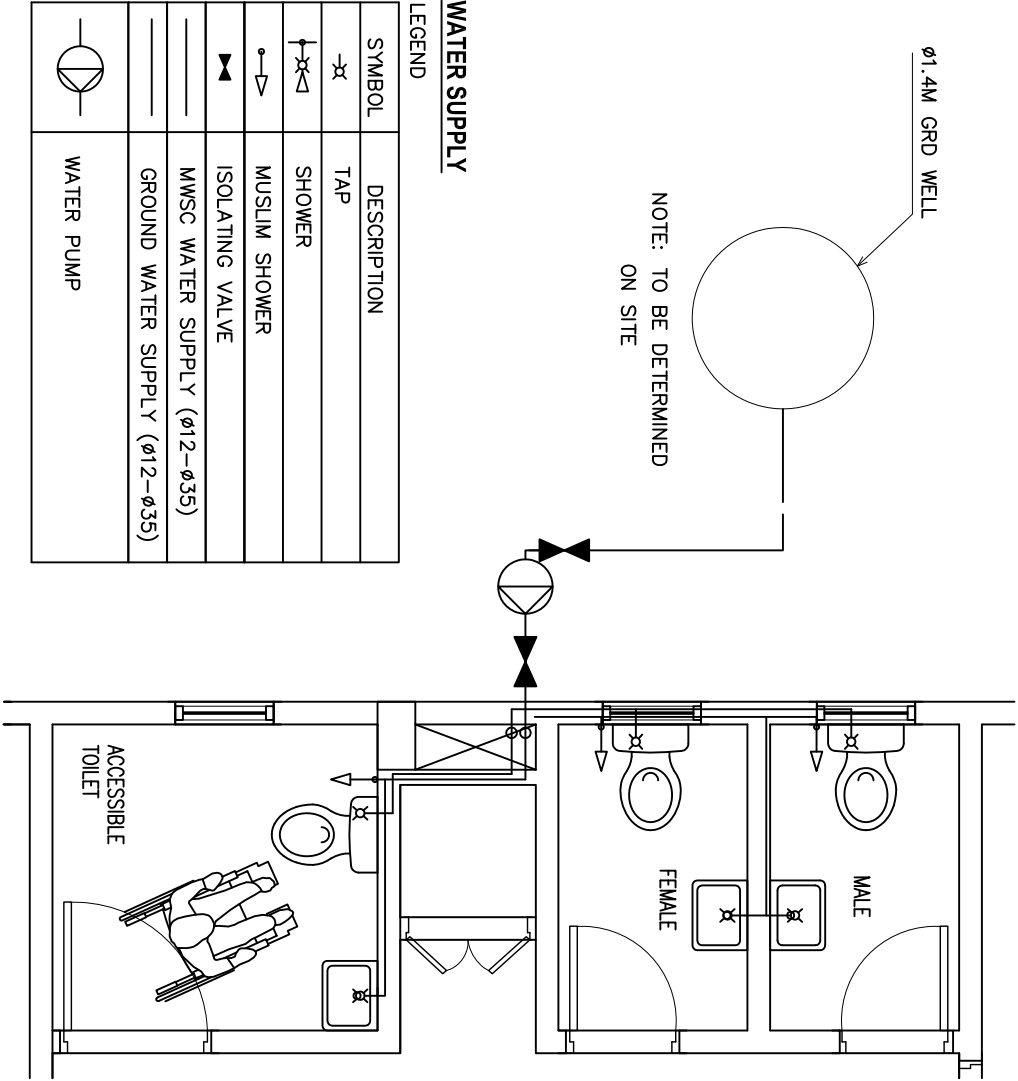 Ø1.4M GRD WELL
NOTE: TO BE DETERMINED
ON SITE
WATER SUPPLY
LEGEND
SYMBOL DESCRIPTION
TAP
SHOWER
MUSLIM SHOWER
ISOLATING VALVE
MWSC WATER SUPPLY (Ø12-Ø35)
GROUND WATER SUPPLY (Ø12-Ø35)
WATER PUMP
MALE
FEMALE
ACCESSIBLE
TOILET